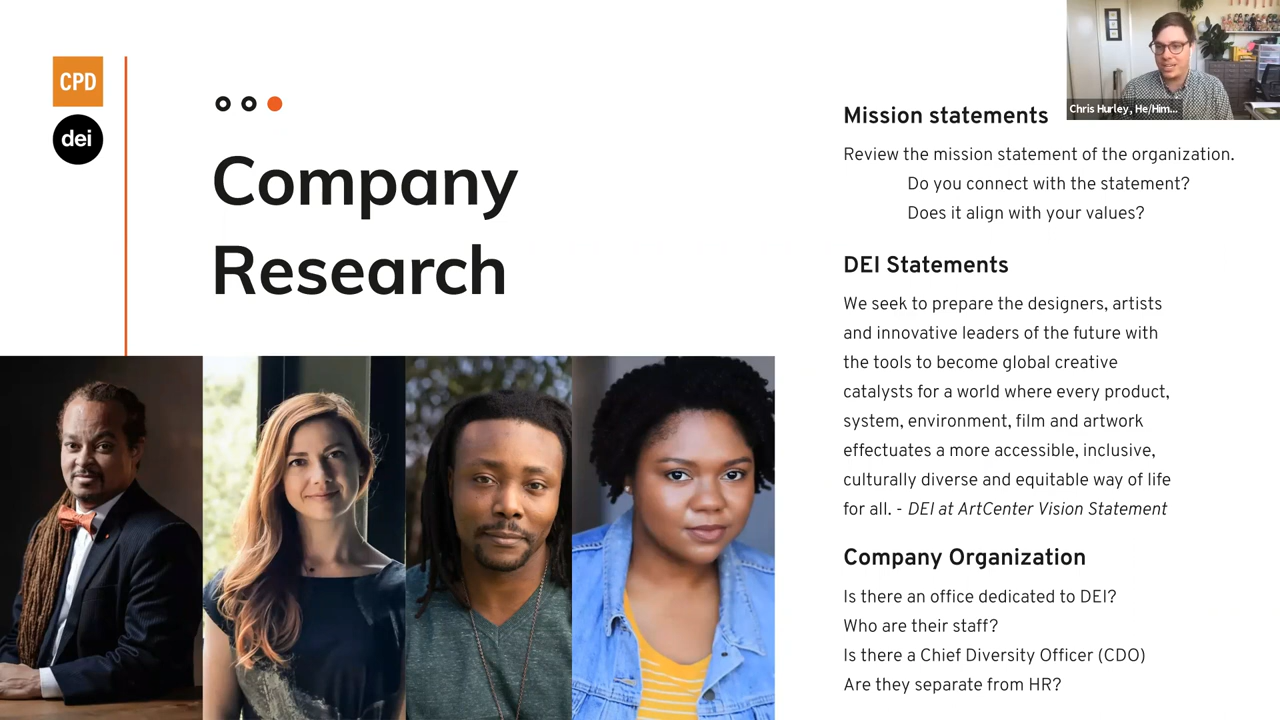 CPD
dei
Company
Research
Chris Hurley, He/Him...
Mission statements
Review the mission statement of the organization.
Do you connect with the statement?
Does it align with your values?
DEI Statements
We seek to prepare the designers, artists
and innovative leaders of the future with
the tools to become global creative
catalysts for a world where every product,
system, environment, film and artwork
effectuates a more accessible, inclusive,
culturally diverse and equitable way of life
for all. - DEI at ArtCenter Vision Statement
Company Organization
Is there an office dedicated to DEI?
Who are their staff?
Is there a Chief Diversity Officer (CDO)
Are they separate from HR?